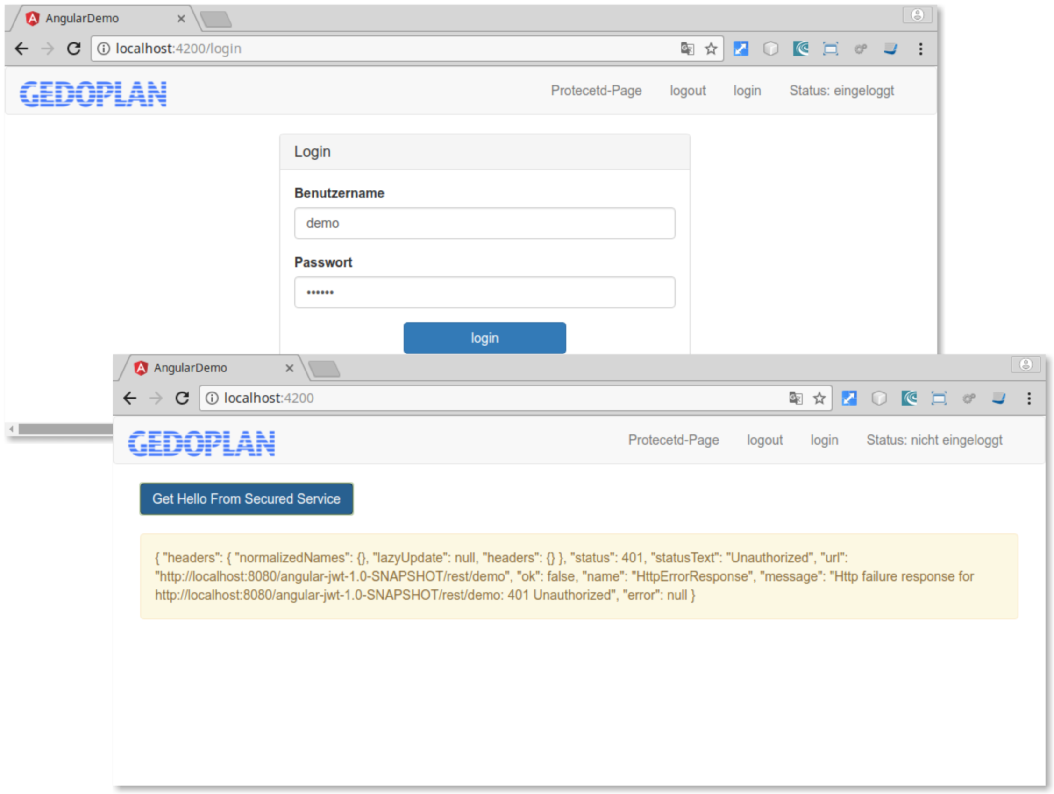 AngularDemo
localhost:4200/login
GEDOPLAN
Protecetd-Page logout login Status: eingeloggt
Login
Benutzername
demo
Passwort
••••••
login
AngularDemo
localhost:4200
GEDOPLAN
Protecetd-Page logout login Status: nicht eingeloggt
Get Hello From Secured Service
{ "headers": { "normalizedNames": {}, "lazyUpdate": null, "headers": {} }, "status": 401, "statusText": "Unauthorized", "url":
"http://localhost:8080/angular-jwt-1.0-SNAPSHOT/rest/demo", "ok": false, "name": "HttpErrorResponse", "message": "Http failure response for
http://localhost:8080/angular-jwt-1.0-SNAPSHOT/rest/demo: 401 Unauthorized", "error": null }